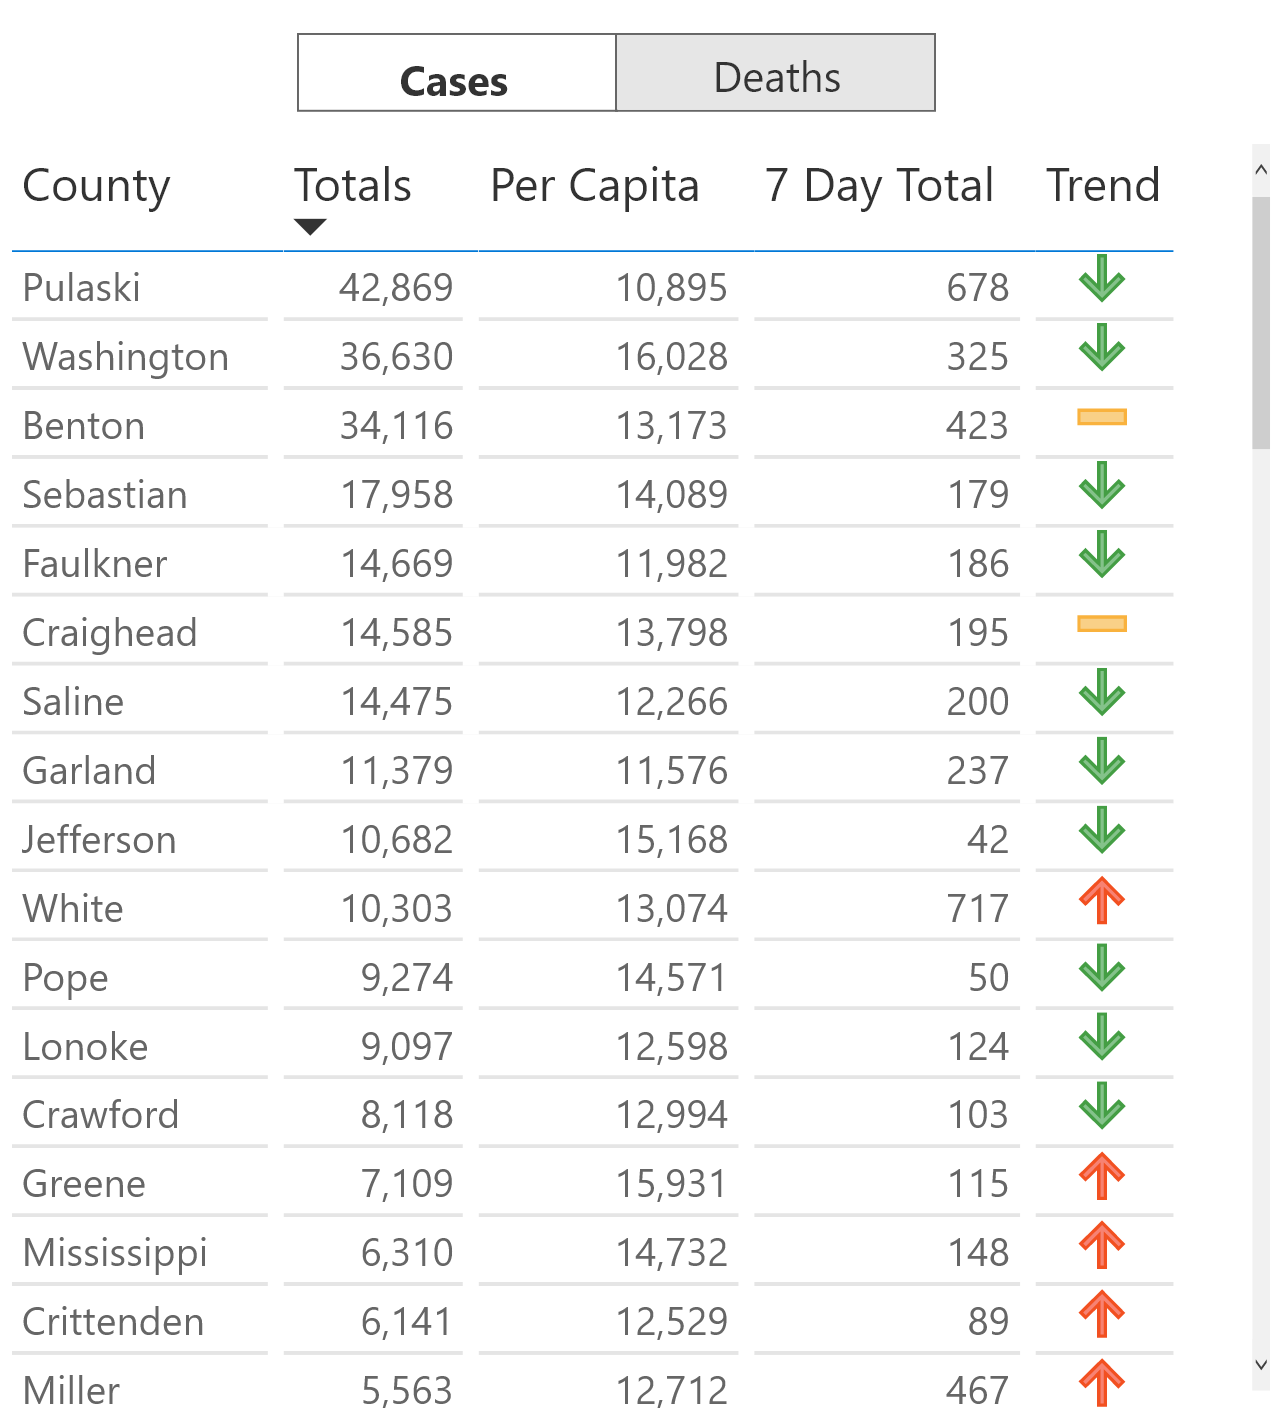 Cases Deaths
County Totals Per Capita 7 Day Total Trend
Pulaski 42,869 10,895 678
Washington 36,630 16,028 325
Benton 34,116 13,173 423
Sebastian 17,958 14,089 179
Faulkner 14,669 11,982 186
Craighead 14,585 13,798 195
Saline 14,475 12,266 200
Garland 11,379 11,576 237
Jefferson 10,682 15,168 42
White 10,303 13,074 717
Pope 9,274 14,571 50
Lonoke 9,097 12,598 124
Crawford 8,118 12,994 103
Greene 7,109 15,931 115
Mississippi 6,310 14,732 148
Crittenden 6,141 12,529 89
Miller 5,563 12,712 467